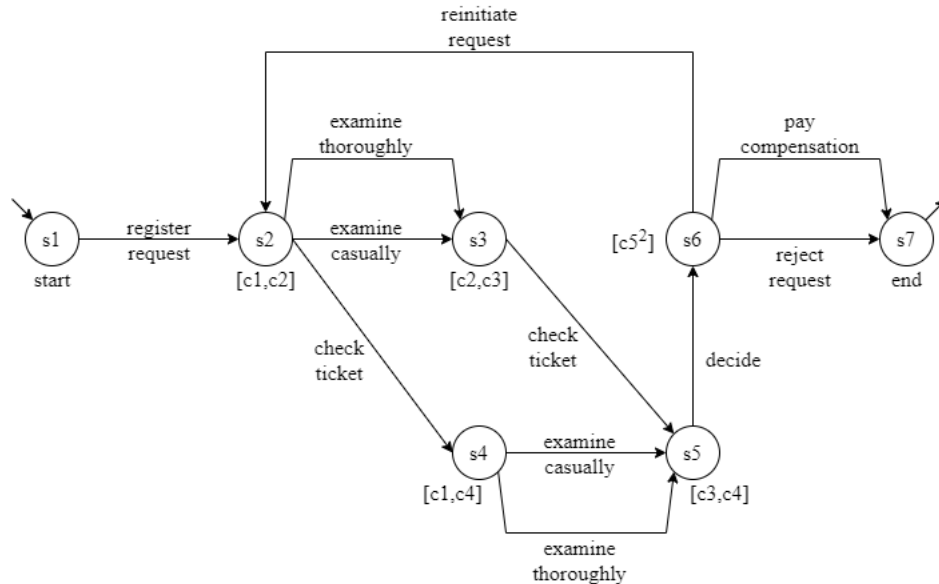 reinitiate
request
examine
thoroughly
pay
compensation
s1
register
request
s2
examine
casually
s3
[c5²]
s6
reject
request
s7
start
[c1,c2]
[c2,c3]
end
check
ticket
check
ticket
decide
s4
examine
casually
s5
[c1,c4]
[c3,c4]
examine
thoroughly